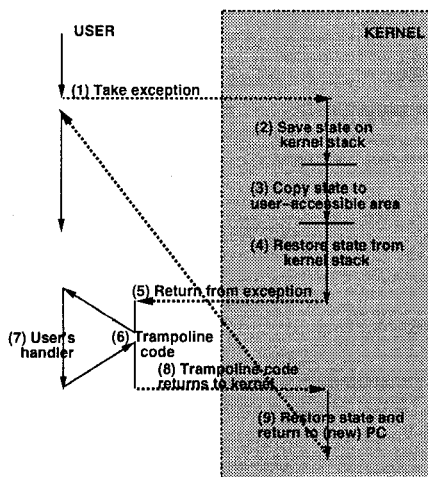 USER
KERNEL
(1) Take exception
(2) Save state on
kernel stack
(3) Copy state to
user-accessible area
(4) Restore state from
kernel stack
(5) Return from exception
(6) Trampoline
code
(7) User's
handler
(8) Trampoline code
returns to kernel
(9) Restore state and
return to (new) PC